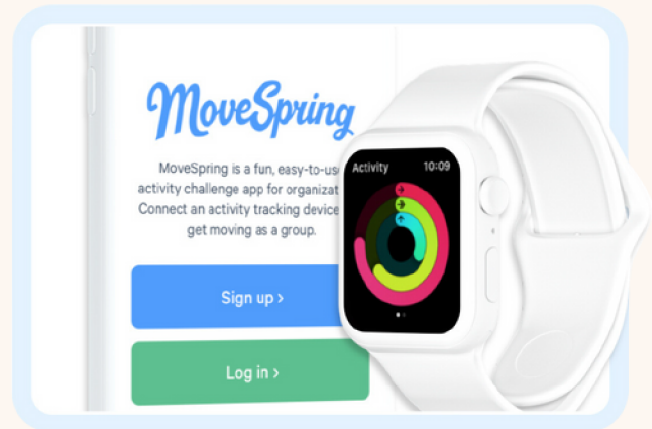 MoveSpring
MoveSpring is a fun, easy-to-us
activity challenge app for organizat
Connect an activity tracking device
get moving as a group.
Sign up >
Log in >
Activity 10:09